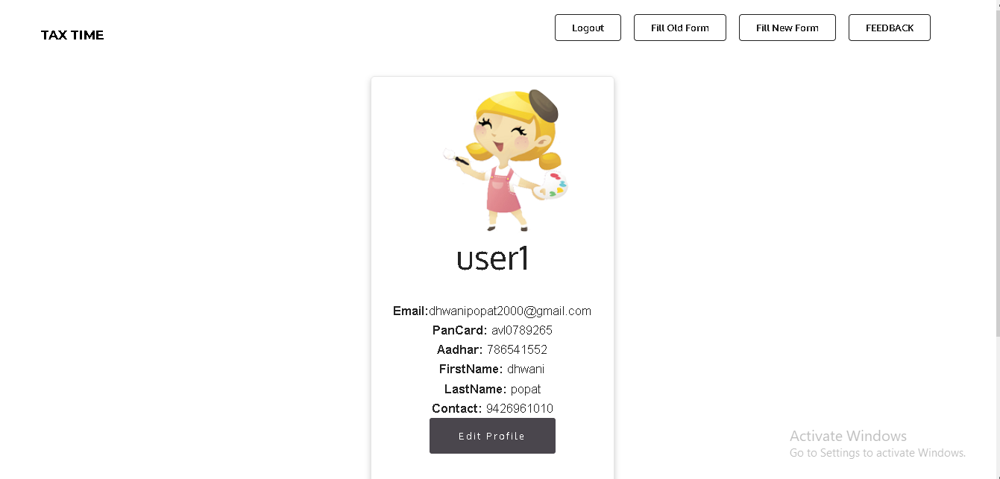 TAX TIME
Logout
Fill Old Form
Fill New Form
FEEDBACK
user1
Email:dhwanipopat2000@gmail.com
PanCard: avl0789265
Aadhar: 786541552
FirstName: dhwani
LastName: popat
Contact: 9426961010
Edit Profile
Activate Windows
Go to Settings to activate Windows.